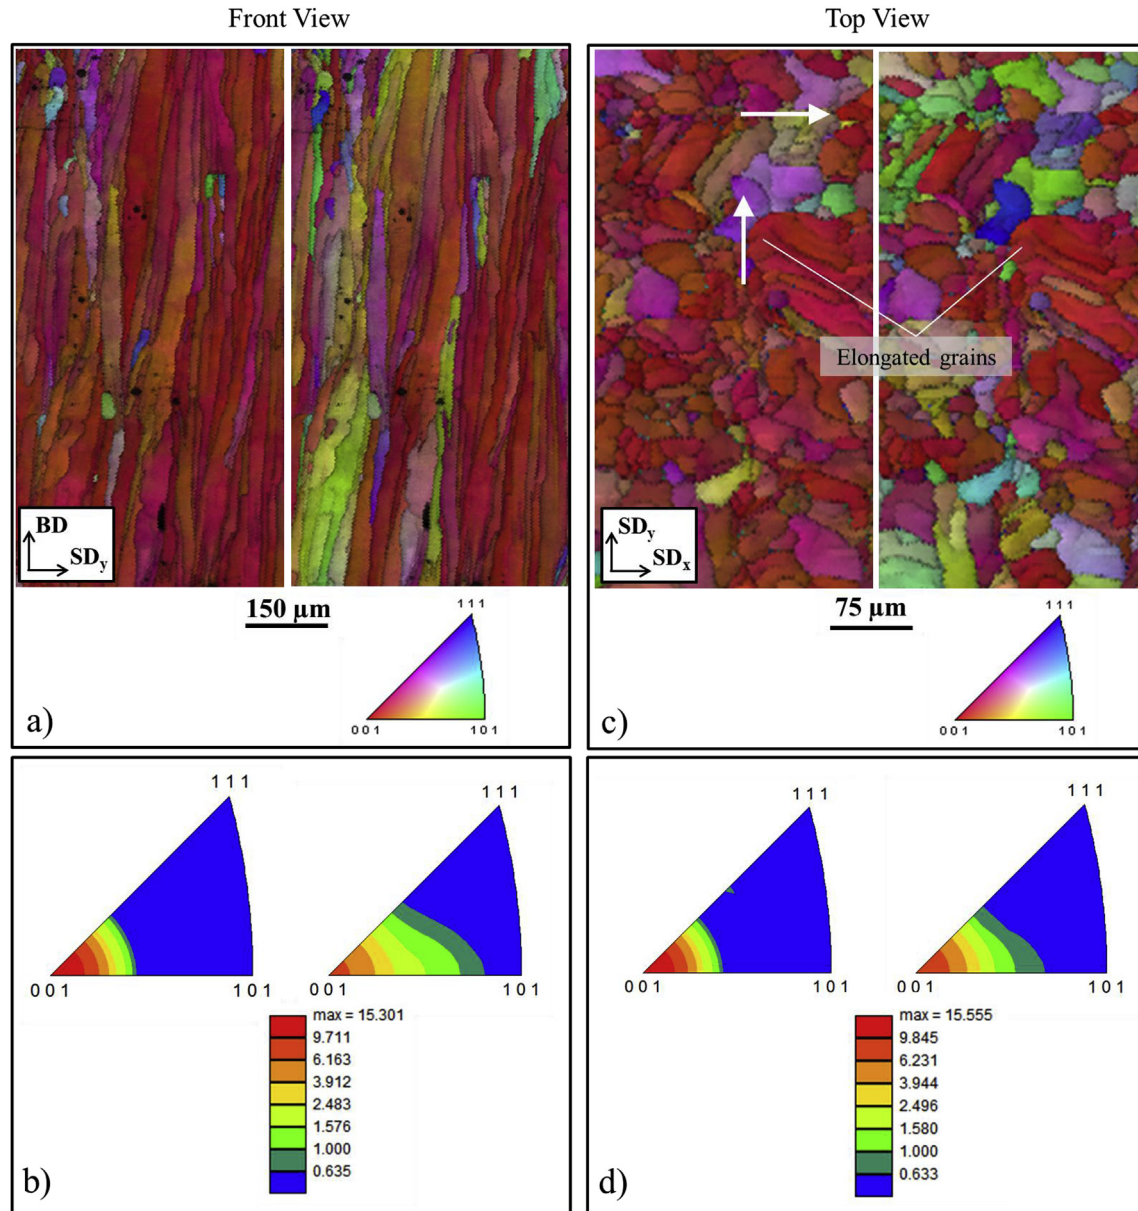 Front View
Top View
BD
SDy
150 μm
111
001
101
a)
Elongated grains
SDy
SDx
75 μm
111
001
101
c)
111
001
101
111
001
101
max = 15.301
9.711
6.163
3.912
2.483
1.576
1.000
0.635
b)
111
001
101
111
001
101
max = 15.555
9.845
6.231
3.944
2.496
1.580
1.000
0.633
d)